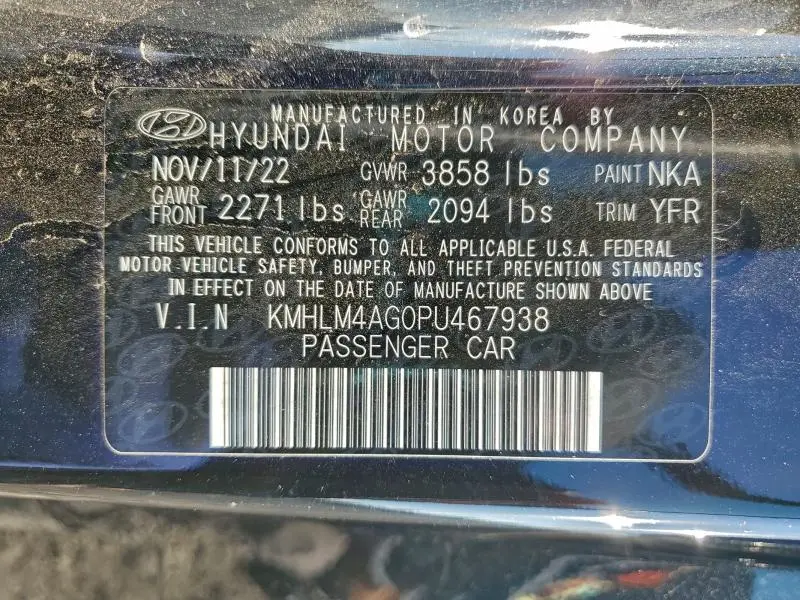 MANUFACTURED IN KOREA BY
HYUNDAI MOTOR COMPANY
NOV/11/22 GVWR 3858 lbs PAINT NKA
GAWR FRONT 2271 lbs GAWR REAR 2094 lbs TRIM YFR
THIS VEHICLE CONFORMS TO ALL APPLICABLE U.S.A. FEDERAL
MOTOR VEHICLE SAFETY, BUMPER, AND THEFT PREVENTION STANDARDS
IN EFFECT ON THE DATE OF MANUFACTURE SHOWN ABOVE
V.I.N KMHLM4AG0PU467938
PASSENGER CAR